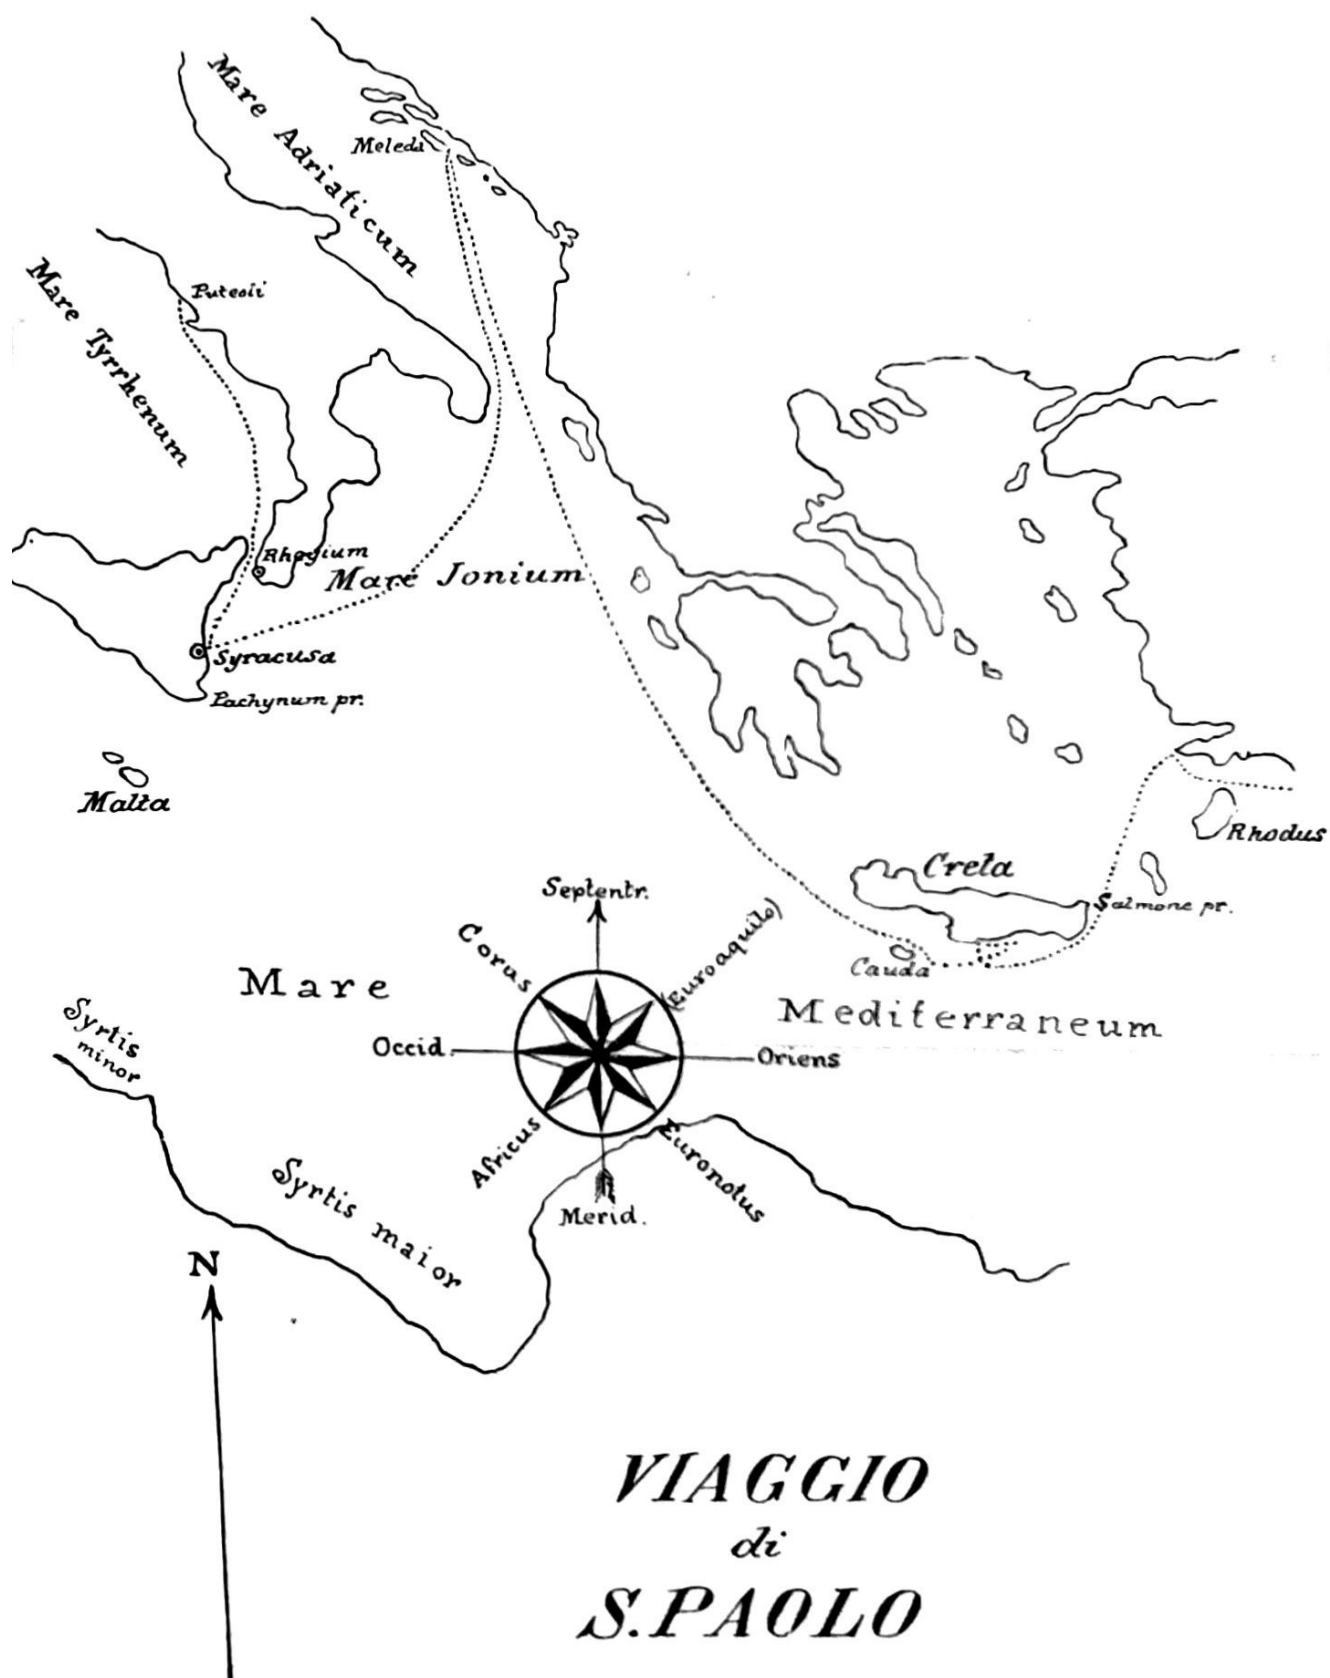 Mare Adriaticum
Meleda
Mare Tyrrhenum
Puteoli
Rhegium
Mare Jonium
Syracusa
Pachynum pr.
Malta
Rhodus
Creta
Salmone pr.
Cauda
Septentr.
Corus
(Euroaquilo)
Mare
Mediterraneum
Occid.
Oriens
Syrtis
minor
Africus
Euronotus
Merid.
Syrtis maior
N
VIAGGIO
di
S. PAOLO